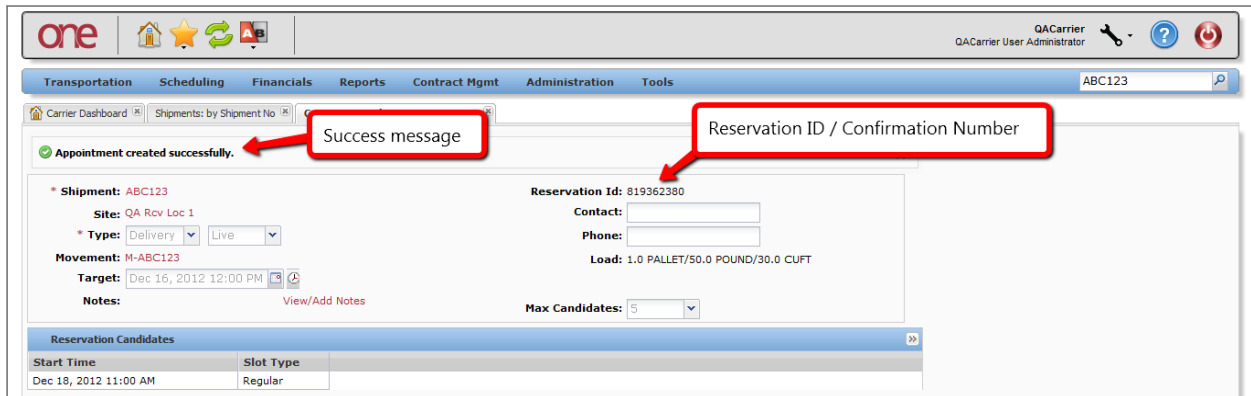 one
AB
QACarrier
QACarrier User Administrator
Transportation Scheduling Financials Reports Contract Mgmt Administration Tools
ABC123
Carrier Dashboard Shipments: by Shipment No
Success message
Reservation ID / Confirmation Number
Appointment created successfully.
* Shipment: ABC123
Reservation Id: 819362380
Site: QA Rcv Loc 1
Contact:
* Type: Delivery Live
Phone:
Movement: M-ABC123
Load: 1.0 PALLET/50.0 POUND/30.0 CUFT
Target: Dec 16, 2012 12:00 PM
Notes: View/Add Notes
Max Candidates: 5
Reservation Candidates
Start Time Slot Type
Dec 18, 2012 11:00 AM Regular